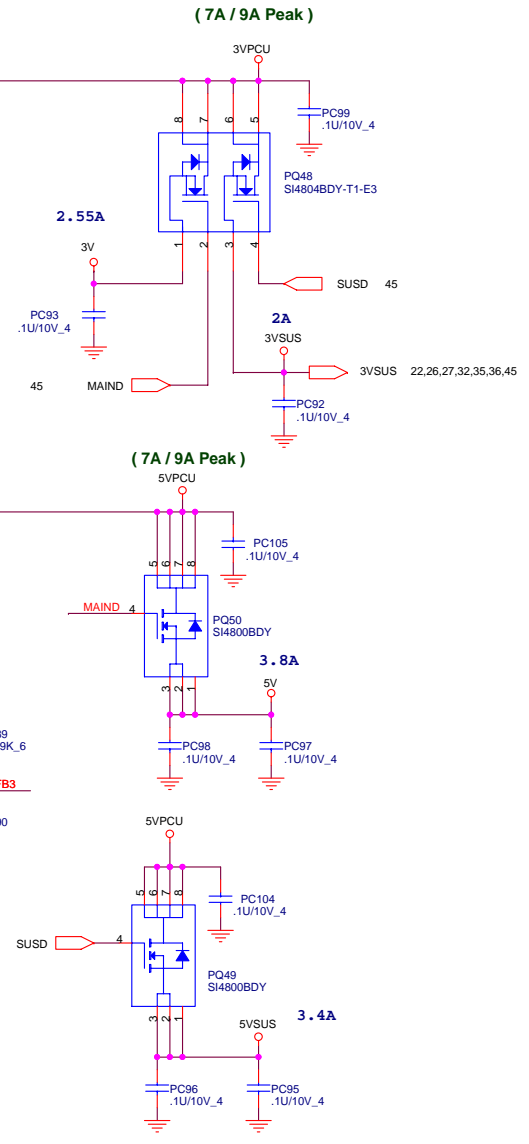 ( 7A / 9A Peak )
3VPCU
8 7 6 5
PC99
.1U/10V_4
PQ48
SI4804BDY-T1-E3
2.55A
1 2 3 4
3V
SUSD 45
PC93
.1U/10V_4
2A
3VSUS
3VSUS 22,26,27,32,35,36,45
45 MAIND
PC92
.1U/10V_4
( 7A / 9A Peak )
5VPCU
5 6 7 8
PC105
.1U/10V_4
MAIND 4
PQ50
SI4800BDY
3.8A
3 2 1
5V
PC98
.1U/10V_4
PC97
.1U/10V_4
39
9K_6
FB3
00
5VPCU
5 6 7 8
PC104
.1U/10V_4
SUSD 4
PQ49
SI4800BDY
3.4A
3 2 1
5VSUS
PC96
.1U/10V_4
PC95
.1U/10V_4